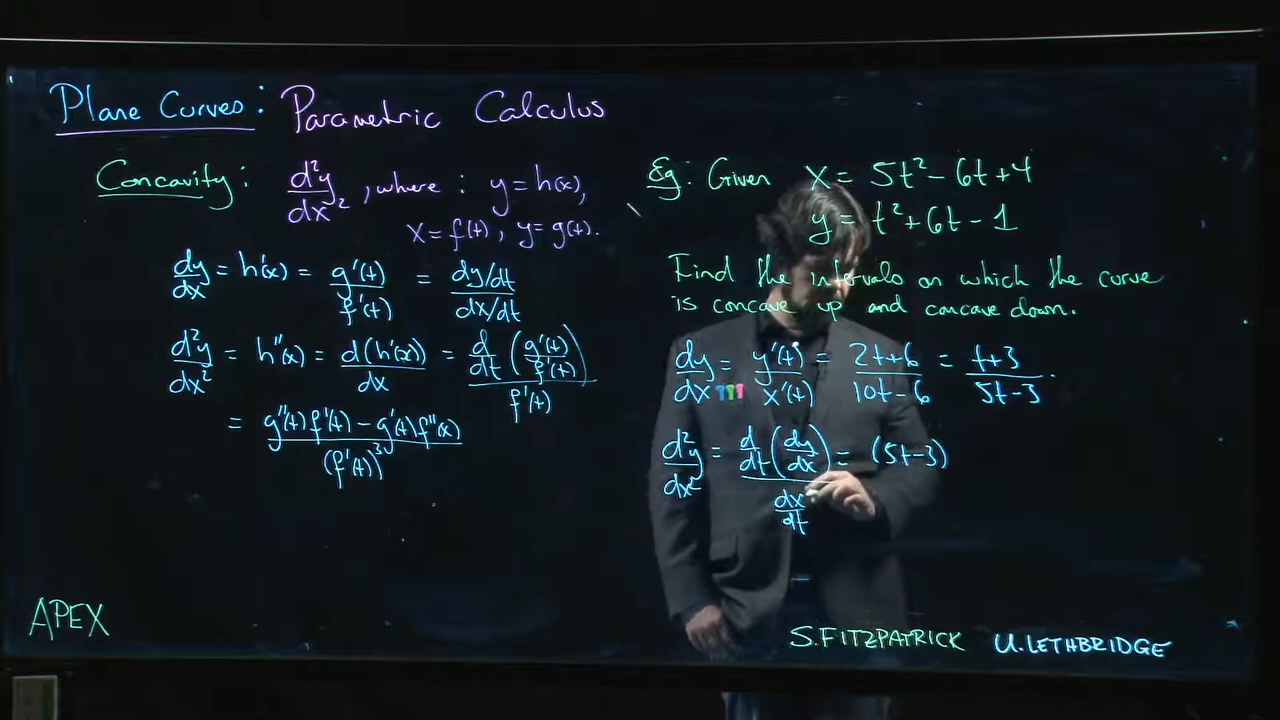 Plane Curves: Parametric Calculus
Concavity: d²y/dx², where: y = h(x),
x = f(t), y = g(t).
dy/dx = h'(x) = g'(t)/f'(t) = (dy/dt)/(dx/dt)
d²y/dx² = h''(x) = d(h'(x))/dx = d/dt (g'(t)/f'(t)) / f'(t)
= (g''(t)f'(t) - g'(t)f''(x))/(f'(t))³
APEX
Eg: Given x = 5t² - 6t + 4
y = t² + 6t - 1
Find the intervals on which the curve
is concave up and concave down.
dy/dx = y'(t)/x'(t) = (2t+6)/(10t-6) = (t+3)/(5t-3).
d²y/dx² = d/dt (dy/dx) / (dx/dt) = (5t-3)
S.FITZPATRICK U.LETHBRIDGE